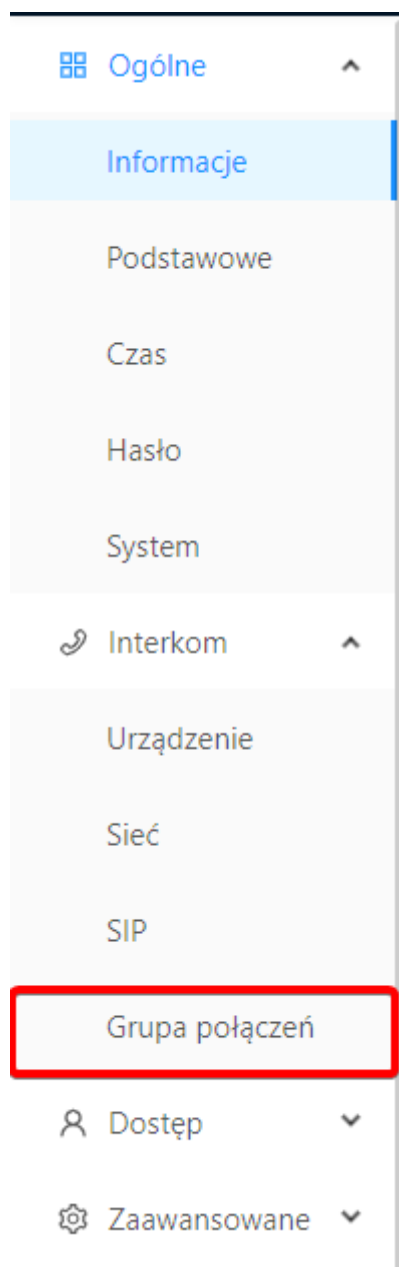 Ogólne
Informacje
Podstawowe
Czas
Hasło
System
Interkom
Urządzenie
Sieć
SIP
Grupa połączeń
Dostęp
Zaawansowane